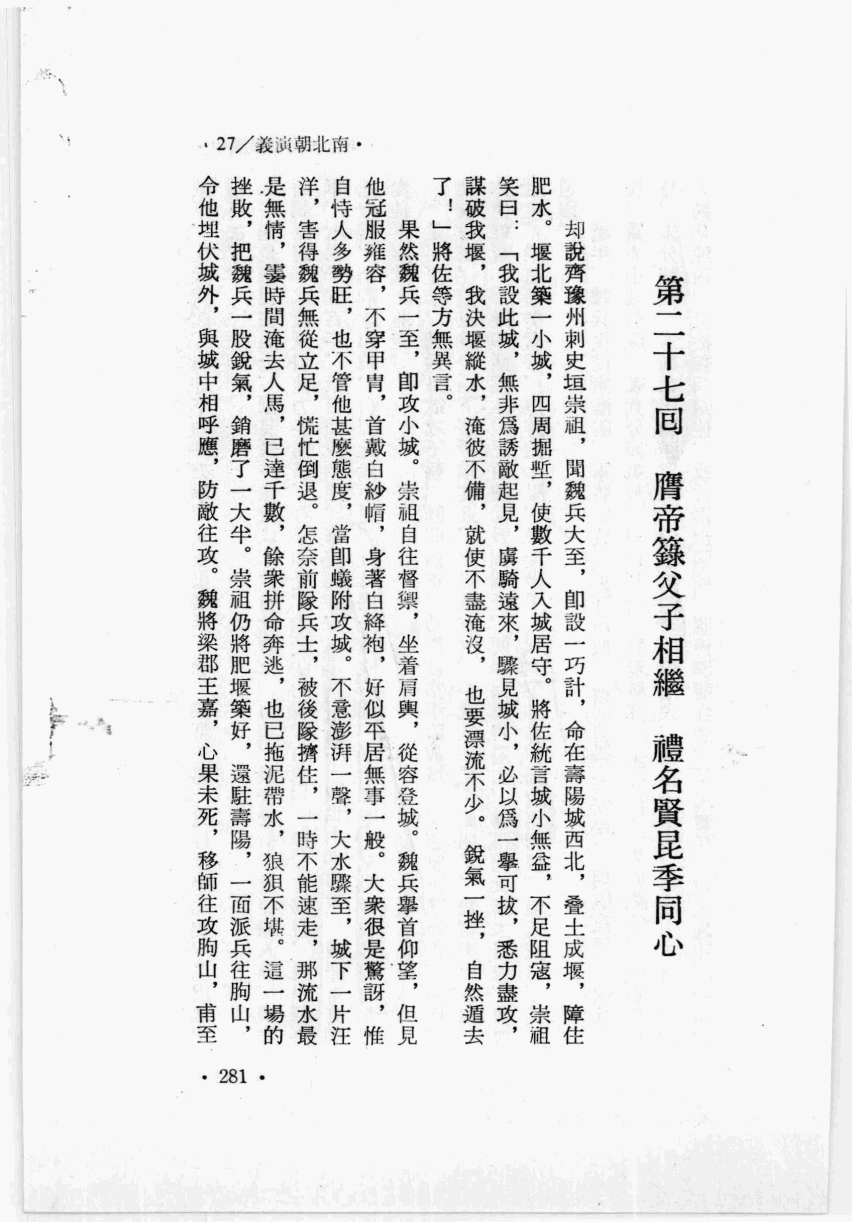 ·南北朝演義/27·
第二十七回　膺帝籙父子相繼　禮名賢昆季同心
却說齊豫州刺史垣崇祖，聞魏兵大至，卽設一巧計，命在壽陽城西北，叠土成堰，障住
肥水。堰北築一小城，四周掘塹，使數千人入城居守。將佐統言城小無益，不足阻寇，崇祖
笑曰：「我設此城，無非爲誘敵起見，虜騎遠來，驟見城小，必以爲一擧可拔，悉力盡攻，
謀破我堰，我決堰縱水，淹彼不備，就使不盡淹沒，也要漂流不少。銳氣一挫，自然遁去
了！」將佐等方無異言。
果然魏兵一至，卽攻小城。崇祖自往督禦，坐着肩輿，從容登城。魏兵擧首仰望，但見
他冠服雍容，不穿甲冑，首戴白紗帽，身著白絳袍，好似平居無事一般。大衆很是驚訝，惟
自恃人多勢旺，也不管他甚麼態度，當卽蟻附攻城。不意澎湃一聲，大水驟至，城下一片汪
洋，害得魏兵無從立足，慌忙倒退。怎奈前隊兵士，被後隊擠住，一時不能速走，那流水最
是無情，霎時間淹去人馬，已達千數，餘衆拼命奔逃，也已拖泥帶水，狼狽不堪。這一場的
挫敗，把魏兵一股銳氣，銷磨了一大半。崇祖仍將肥堰築好，還駐壽陽，一面派兵往朐山，
令他埋伏城外，與城中相呼應，防敵往攻。魏將梁郡王嘉，心果未死，移師往攻朐山，甫至
·281·